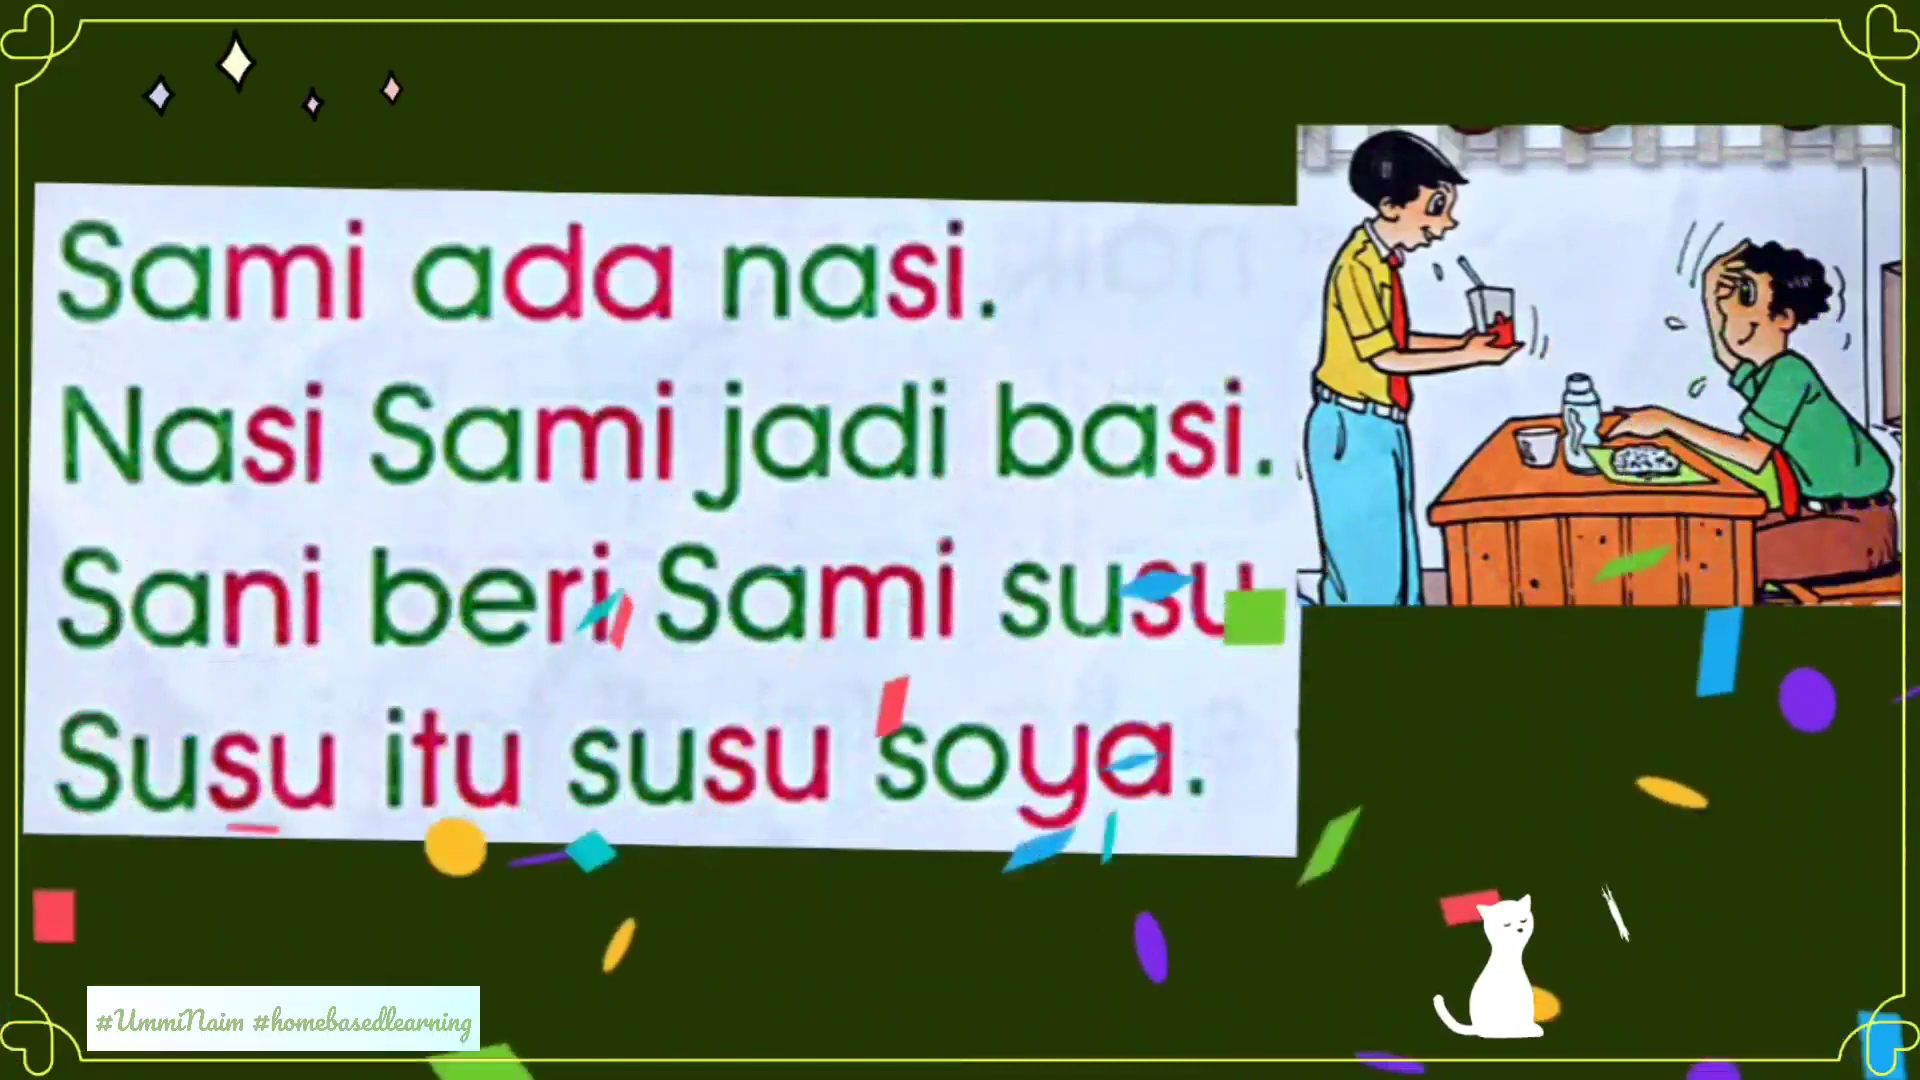 Sami ada nasi.
Nasi Sami jadi basi.
Sani beri Sami susu
Susu itu susu soya.
#UmmiNaim #homebasedlearning